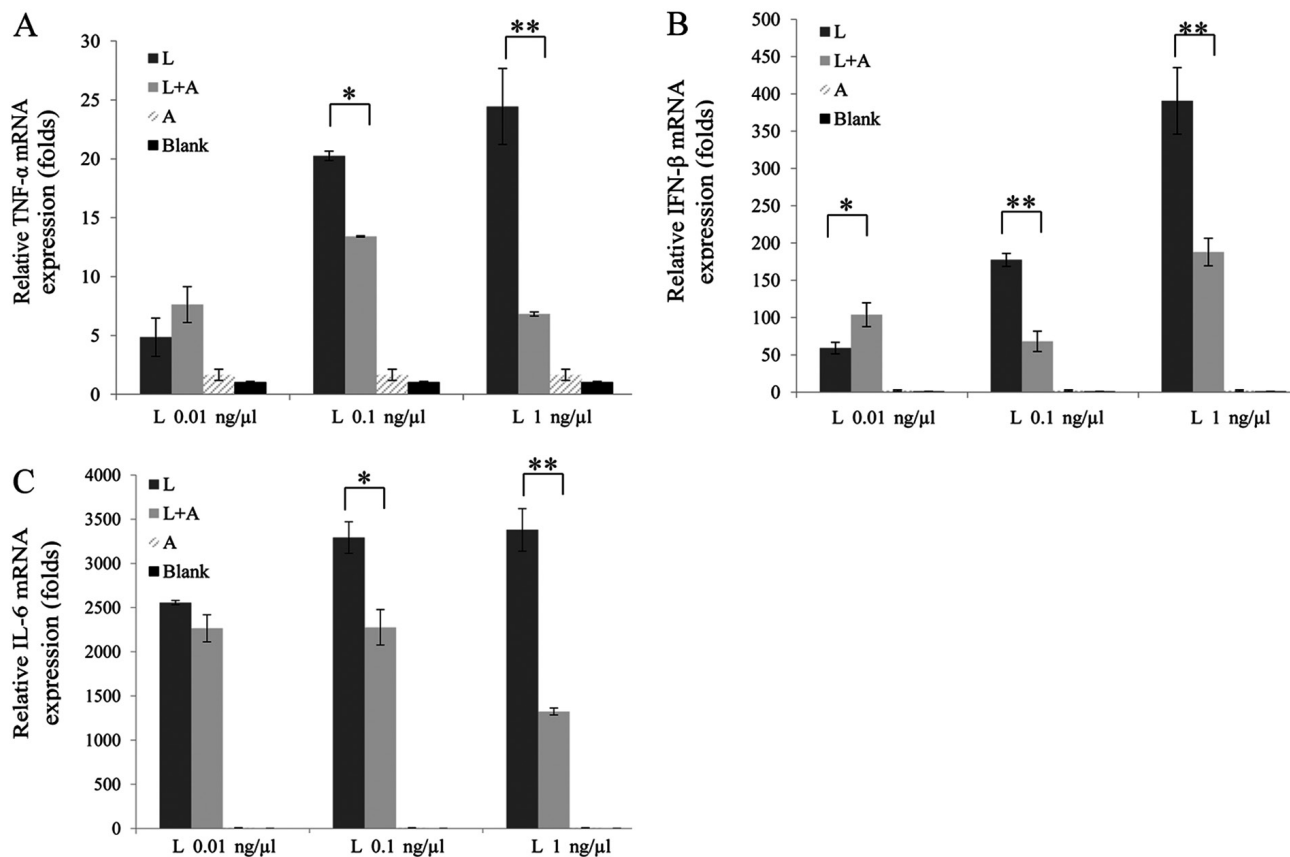 A
Relative TNF-α mRNA
expression (folds)
30
25
20
15
10
5
0
L
L+A
A
Blank
*
**
L 0.01 ng/µl
L 0.1 ng/µl
L 1 ng/µl
B
Relative IFN-β mRNA
expression (folds)
500
450
400
350
300
250
200
150
100
50
0
L
L+A
A
Blank
*
**
**
L 0.01 ng/µl
L 0.1 ng/µl
L 1 ng/µl
C
Relative IL-6 mRNA
expression (folds)
4000
3500
3000
2500
2000
1500
1000
500
0
L
L+A
A
Blank
*
**
L 0.01 ng/µl
L 0.1 ng/µl
L 1 ng/µl